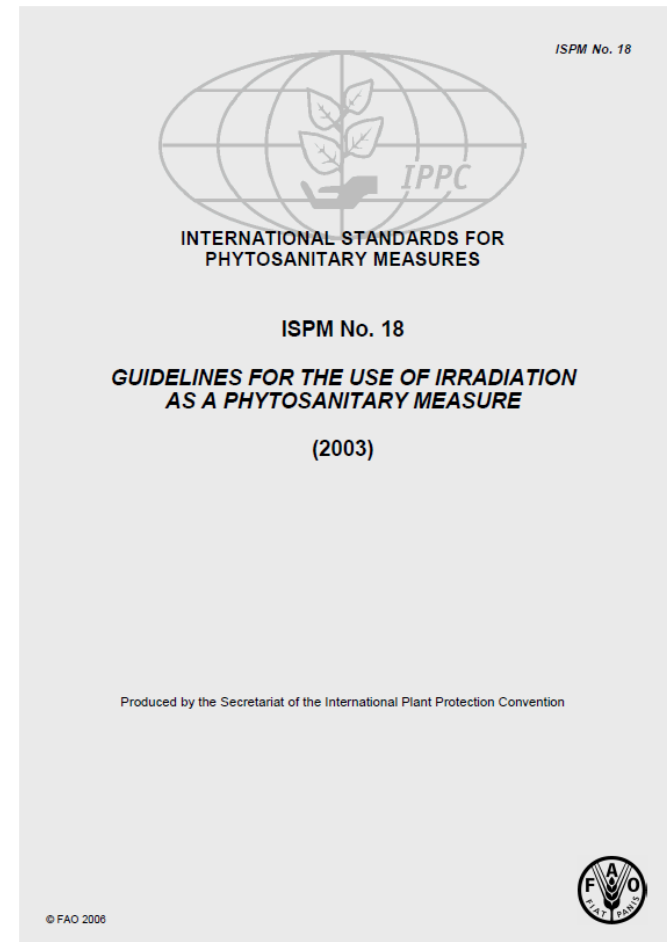 ISPM No. 18
IPPC
INTERNATIONAL STANDARDS FOR
PHYTOSANITARY MEASURES
ISPM No. 18
GUIDELINES FOR THE USE OF IRRADIATION
AS A PHYTOSANITARY MEASURE
(2003)
Produced by the Secretariat of the International Plant Protection Convention
F A O
FIAT PANIS
© FAO 2006